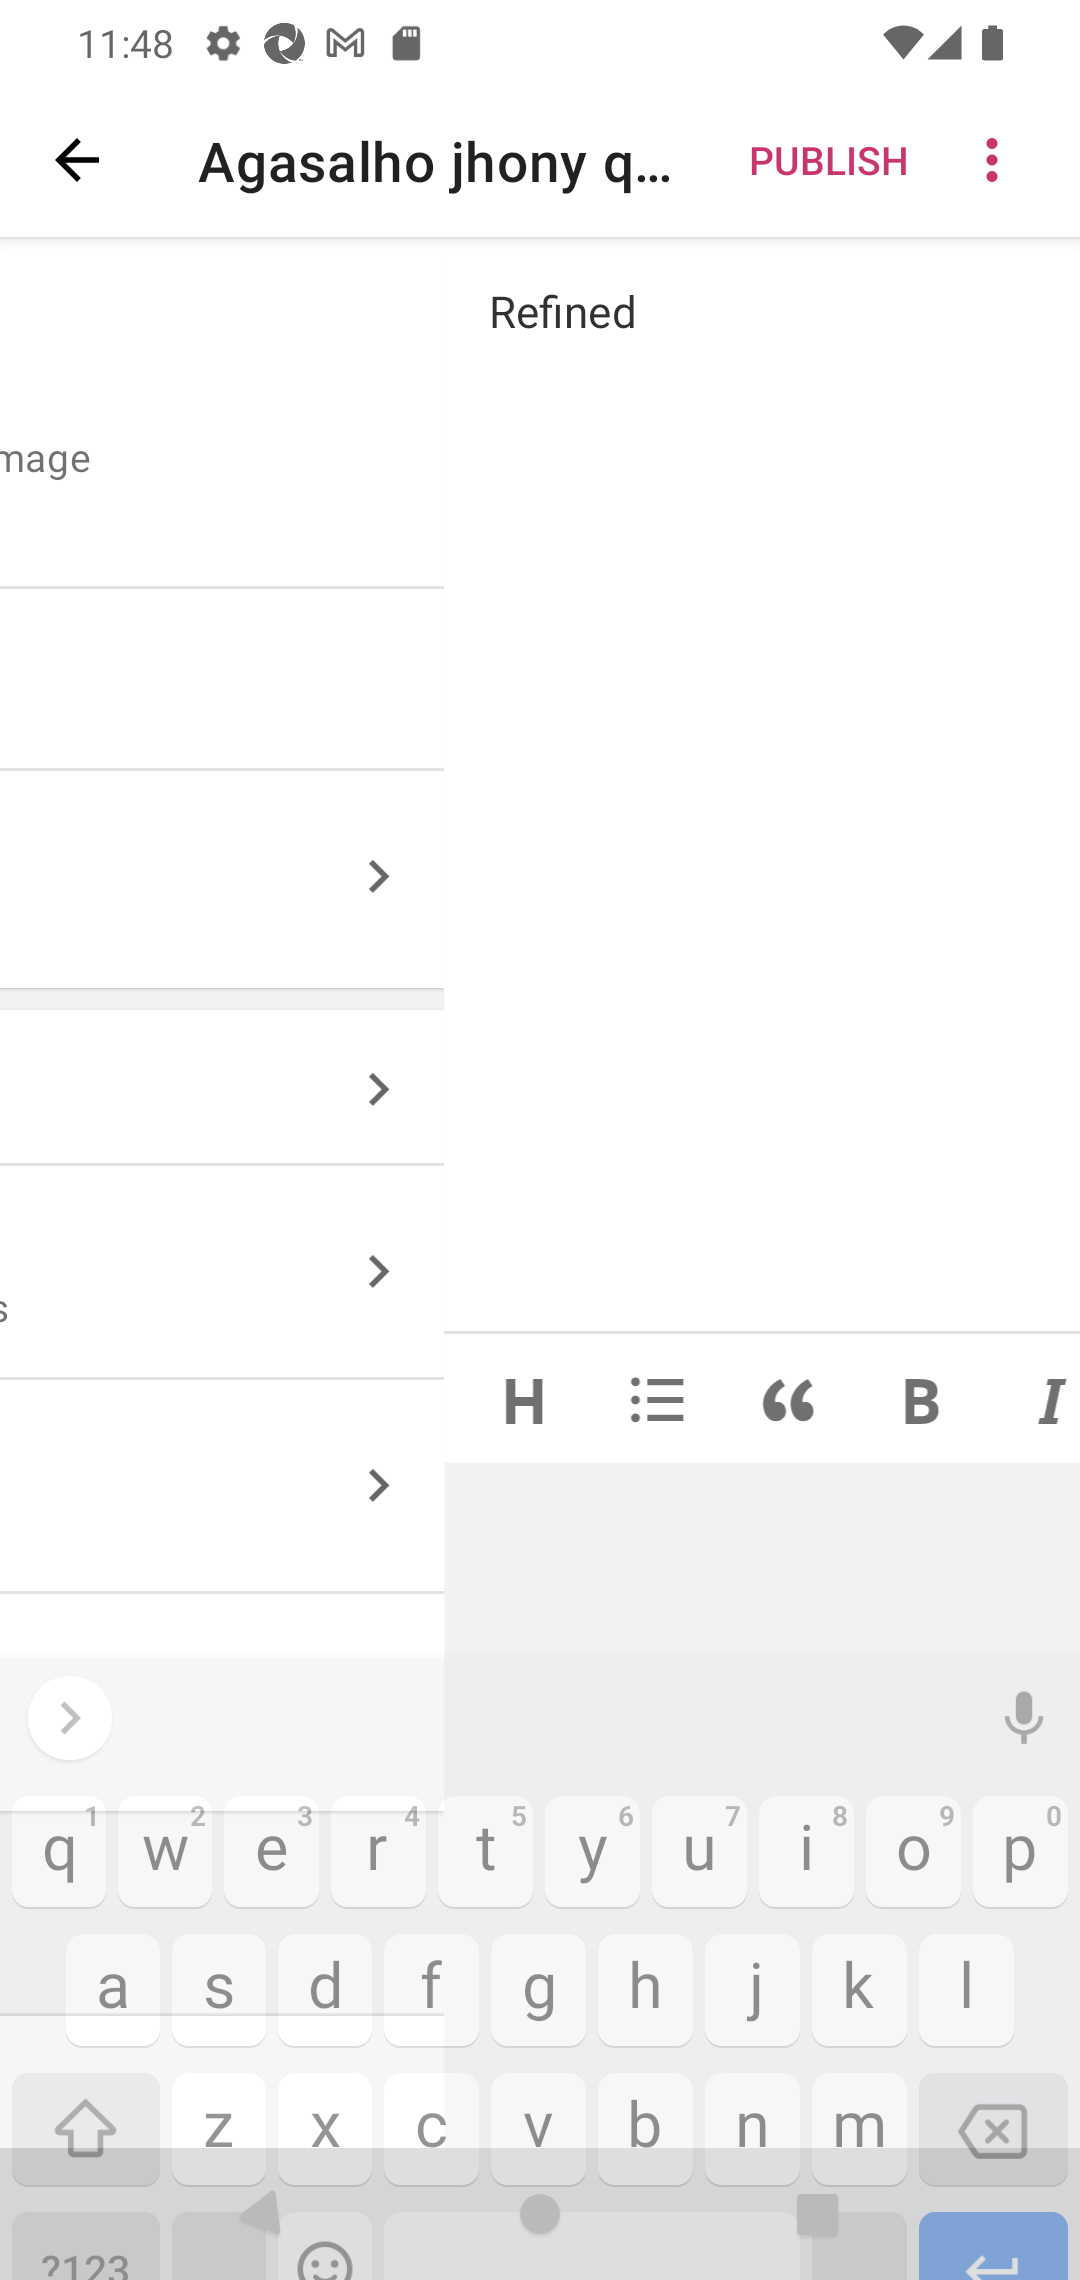 11:48
Agasalho jhony q...
PUBLISH
Refined
mage
s
H
B
I
q 1 w 2 e 3 r 4 t 5 y 6 u 7 i 8 o 9 p 0
a s d f g h j k l
z x c v b n m
?123